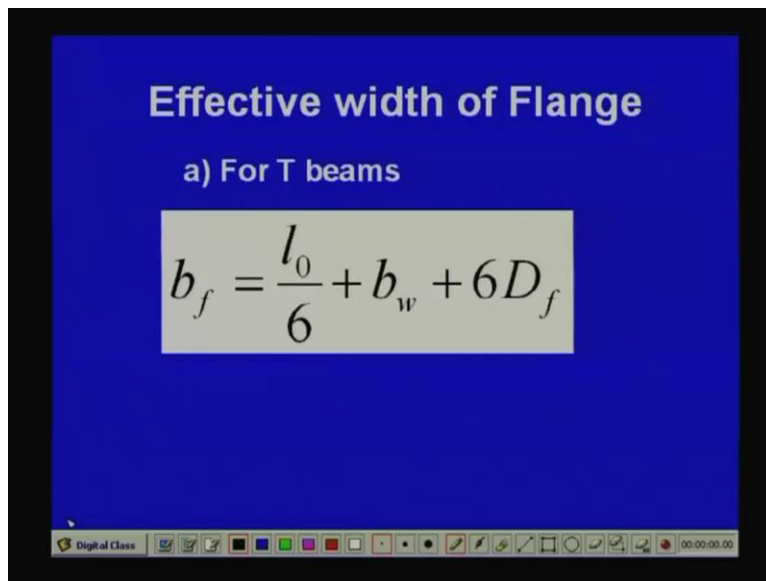 Effective width of Flange
a) For T beams
b_f = l_0/6 + b_w + 6D_f
Digital Class
00:00:00.00